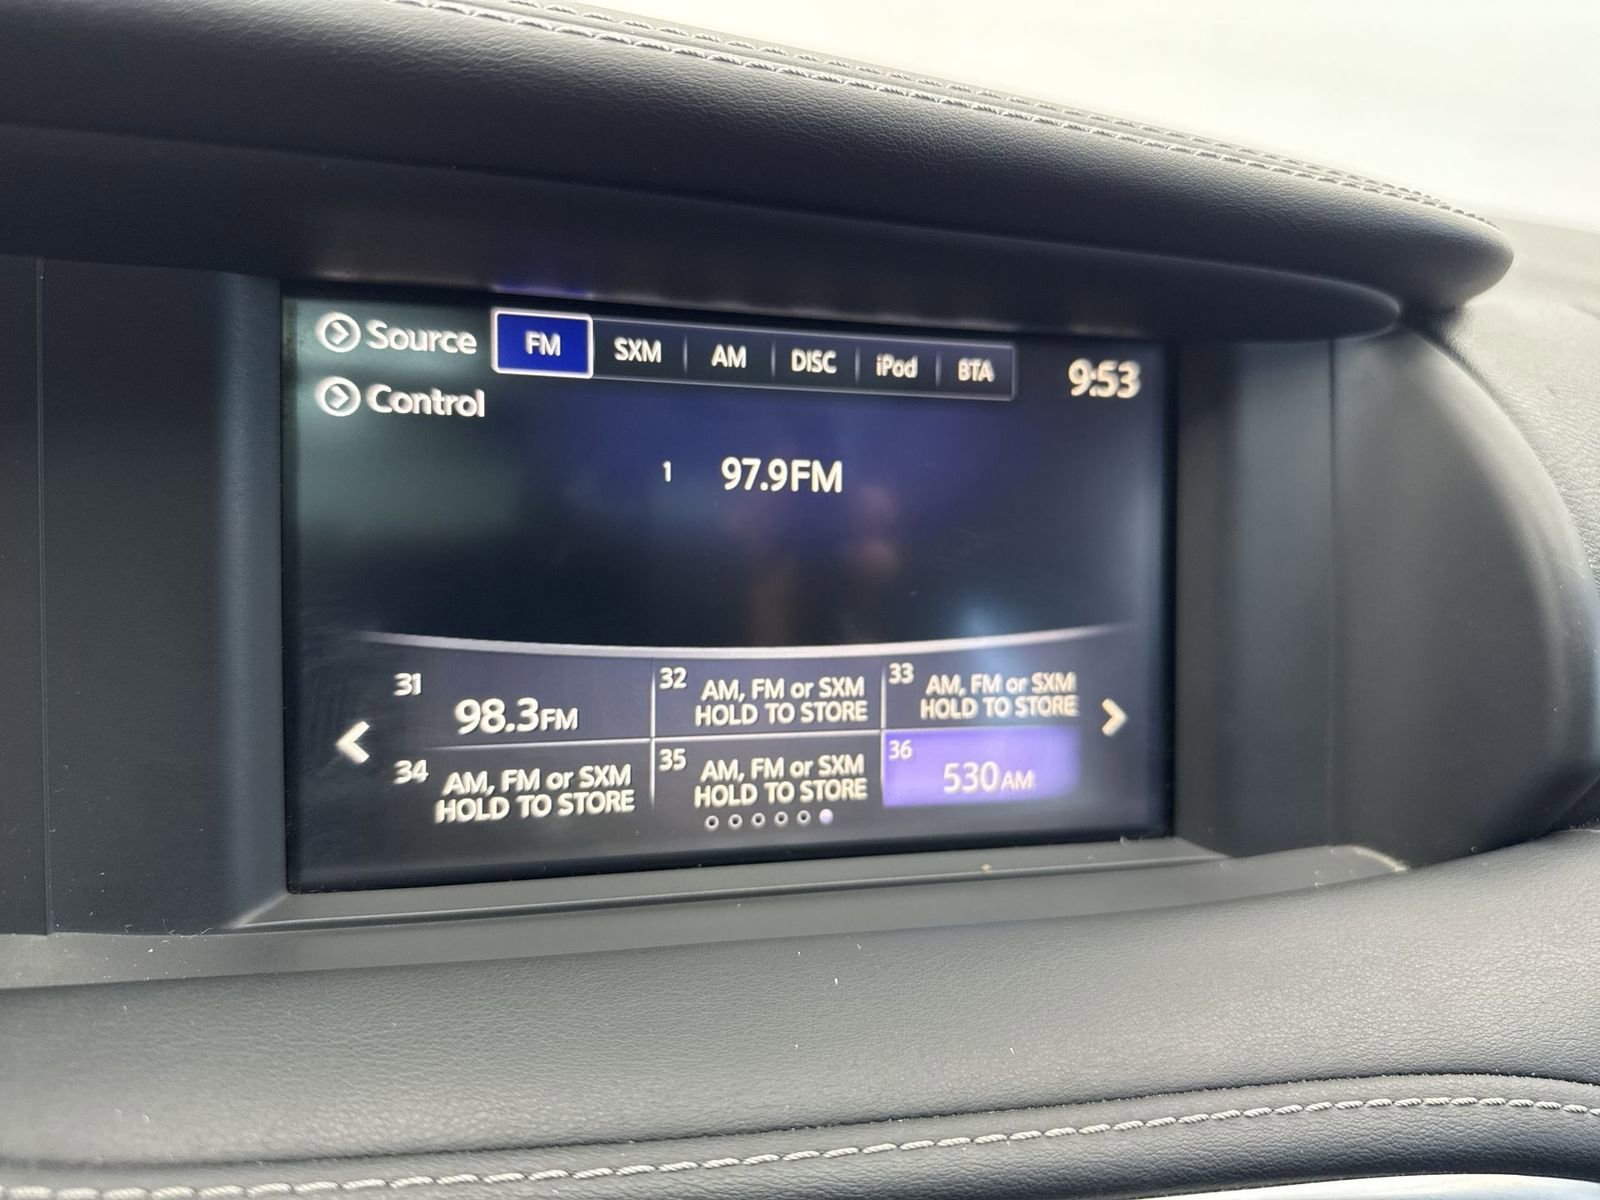 Source FM SXM AM DISC iPod BTA 9:53
Control
1 97.9FM
31 98.3FM
32 AM, FM or SXM
HOLD TO STORE
33 AM, FM or SXM
HOLD TO STORE
34 AM, FM or SXM
HOLD TO STORE
35 AM, FM or SXM
HOLD TO STORE
36 530AM